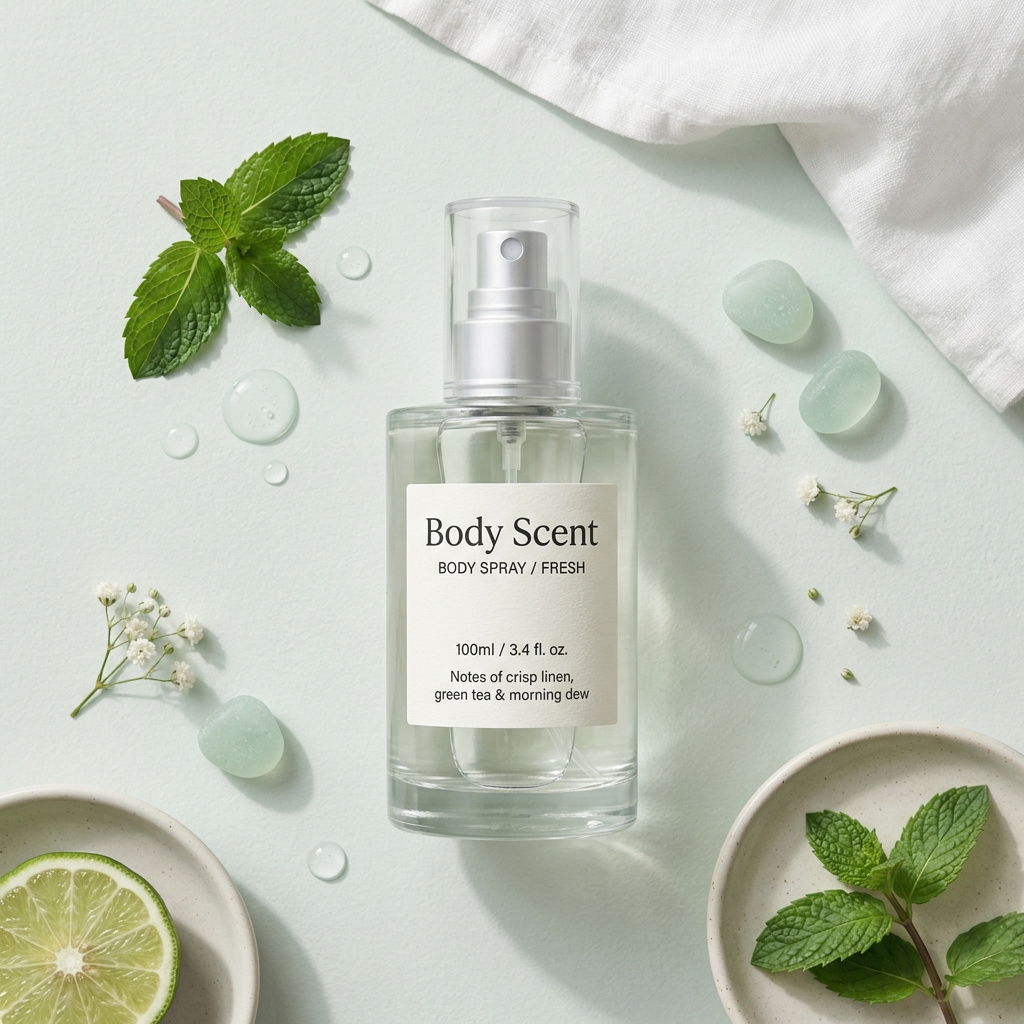 Body Scent
BODY SPRAY / FRESH
100ml / 3.4 fl. oz.
Notes of crisp linen,
green tea & morning dew